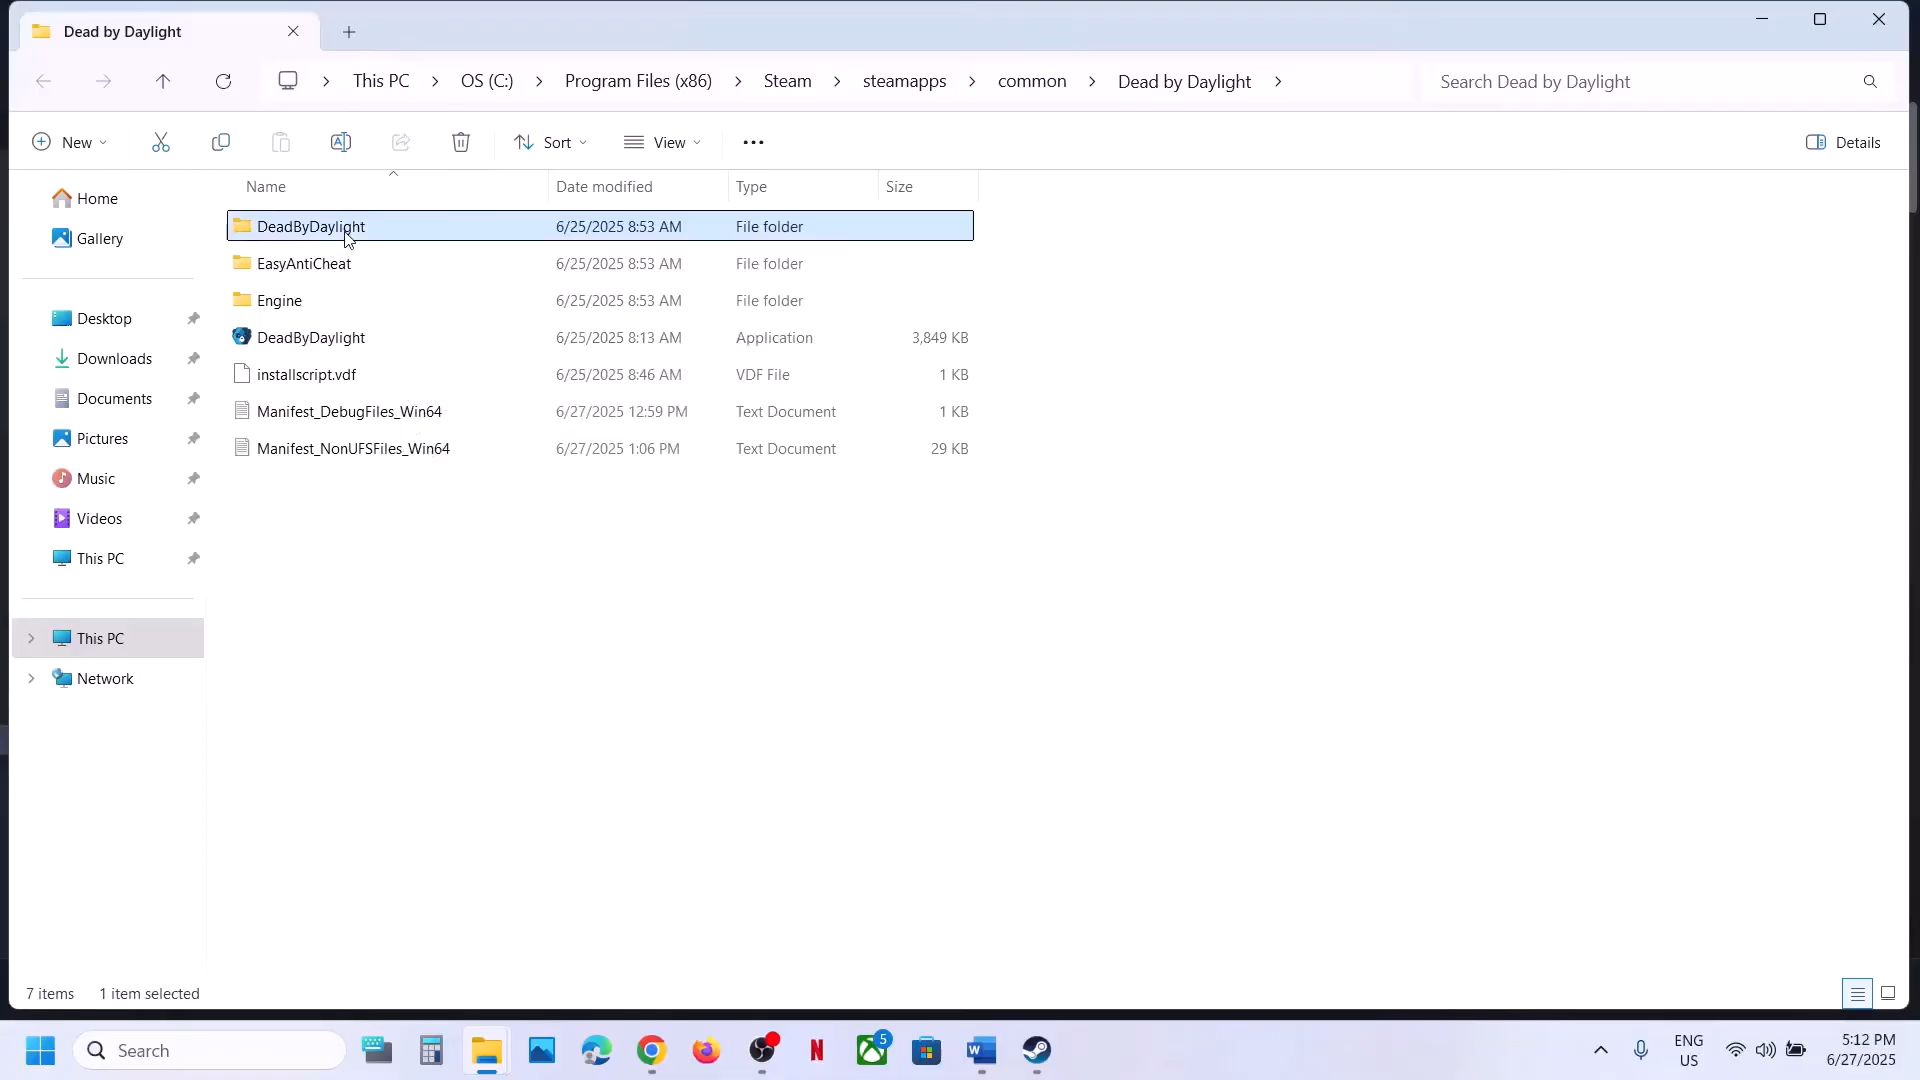 Dead by Daylight
This PC > OS (C:) > Program Files (x86) > Steam > steamapps > common > Dead by Daylight >
Search Dead by Daylight
New
Sort
View
Details
Name
Date modified
Type
Size
Home
Gallery
Desktop
Downloads
Documents
Pictures
Music
Videos
This PC
This PC
Network
DeadByDaylight 6/25/2025 8:53 AM File folder
EasyAntiCheat 6/25/2025 8:53 AM File folder
Engine 6/25/2025 8:53 AM File folder
DeadByDaylight 6/25/2025 8:13 AM Application 3,849 KB
installscript.vdf 6/25/2025 8:46 AM VDF File 1 KB
Manifest_DebugFiles_Win64 6/27/2025 12:59 PM Text Document 1 KB
Manifest_NonUFSFiles_Win64 6/27/2025 1:06 PM Text Document 29 KB
7 items 1 item selected
Search
5
ENG
US
5:12 PM
6/27/2025